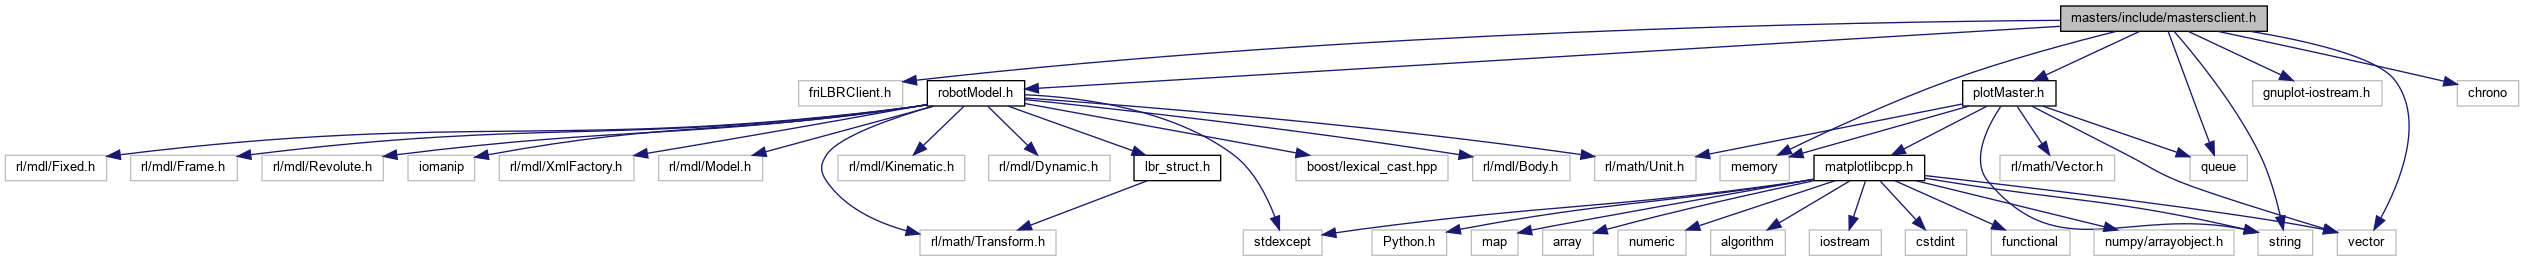 masters/include/mastersclient.h
friLBRClient.h
robotModel.h
plotMaster.h
gnuplot-iostream.h
chrono
rl/mdl/Fixed.h
rl/mdl/Frame.h
rl/mdl/Revolute.h
iomanip
rl/mdl/XmlFactory.h
rl/mdl/Model.h
rl/mdl/Kinematic.h
rl/mdl/Dynamic.h
lbr_struct.h
boost/lexical_cast.hpp
rl/mdl/Body.h
rl/math/Unit.h
memory
matplotlibcpp.h
rl/math/Vector.h
queue
rl/math/Transform.h
stdexcept
Python.h
map
array
numeric
algorithm
iostream
cstdint
functional
numpy/arrayobject.h
string
vector